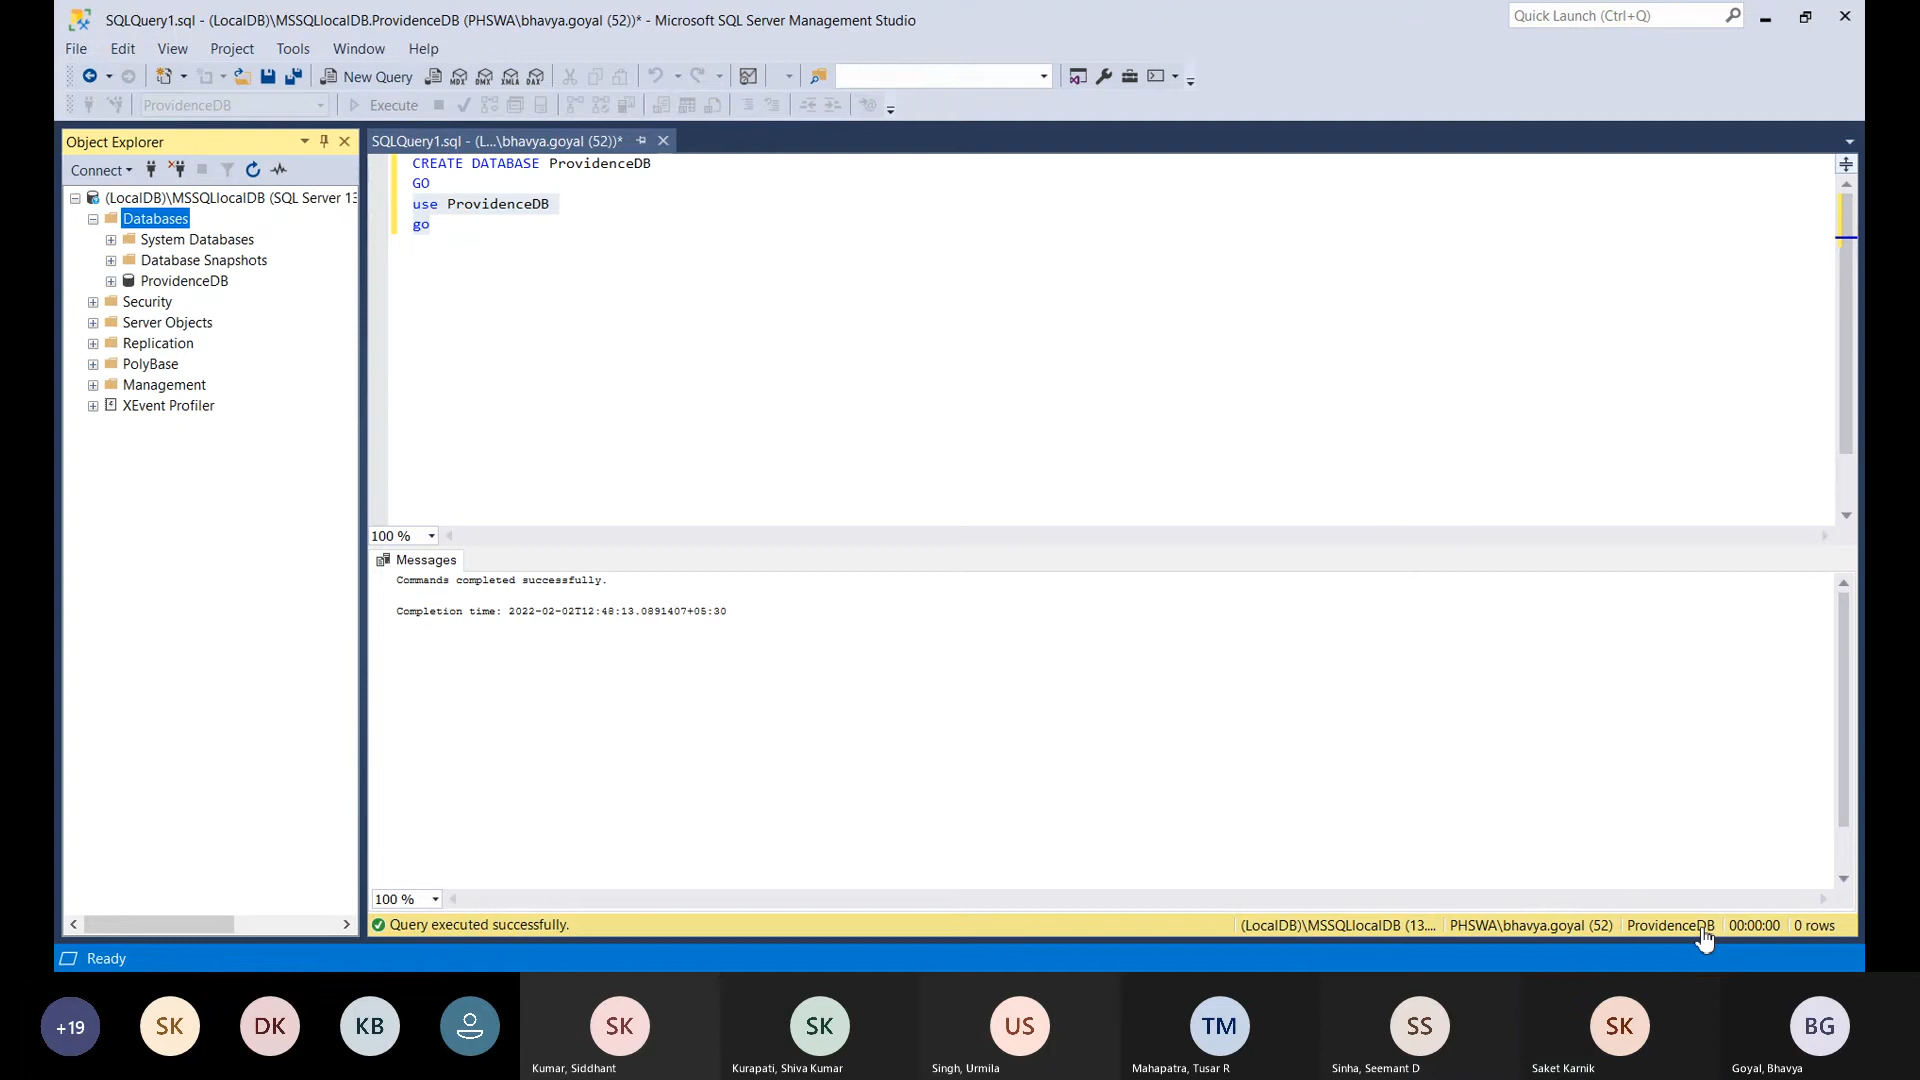 SQLQuery1.sql - (LocalDB)\MSSQLlocalDB.ProvidenceDB (PHSWA\bhavya.goyal (52))* - Microsoft SQL Server Management Studio
Quick Launch (Ctrl+Q)
File Edit View Project Tools Window Help
New Query MDX DMX XMLA DAX
ProvidenceDB Execute
Object Explorer
Connect
(LocalDB)\MSSQLlocalDB (SQL Server 13
Databases
System Databases
Database Snapshots
ProvidenceDB
Security
Server Objects
Replication
PolyBase
Management
XEvent Profiler
SQLQuery1.sql - (L...\bhavya.goyal (52))*
CREATE DATABASE ProvidenceDB
GO
use ProvidenceDB
go
100 %
Messages
Commands completed successfully.
Completion time: 2022-02-02T12:48:13.0891407+05:30
100 %
Query executed successfully. (LocalDB)\MSSQLlocalDB (13.... PHSWA\bhavya.goyal (52) ProvidenceDB 00:00:00 0 rows
Ready
+19 SK DK KB SK SK US TM SS SK BG
Kumar, Siddhant Kurapati, Shiva Kumar Singh, Urmila Mahapatra, Tusar R Sinha, Seemant D Saket Karnik Goyal, Bhavya